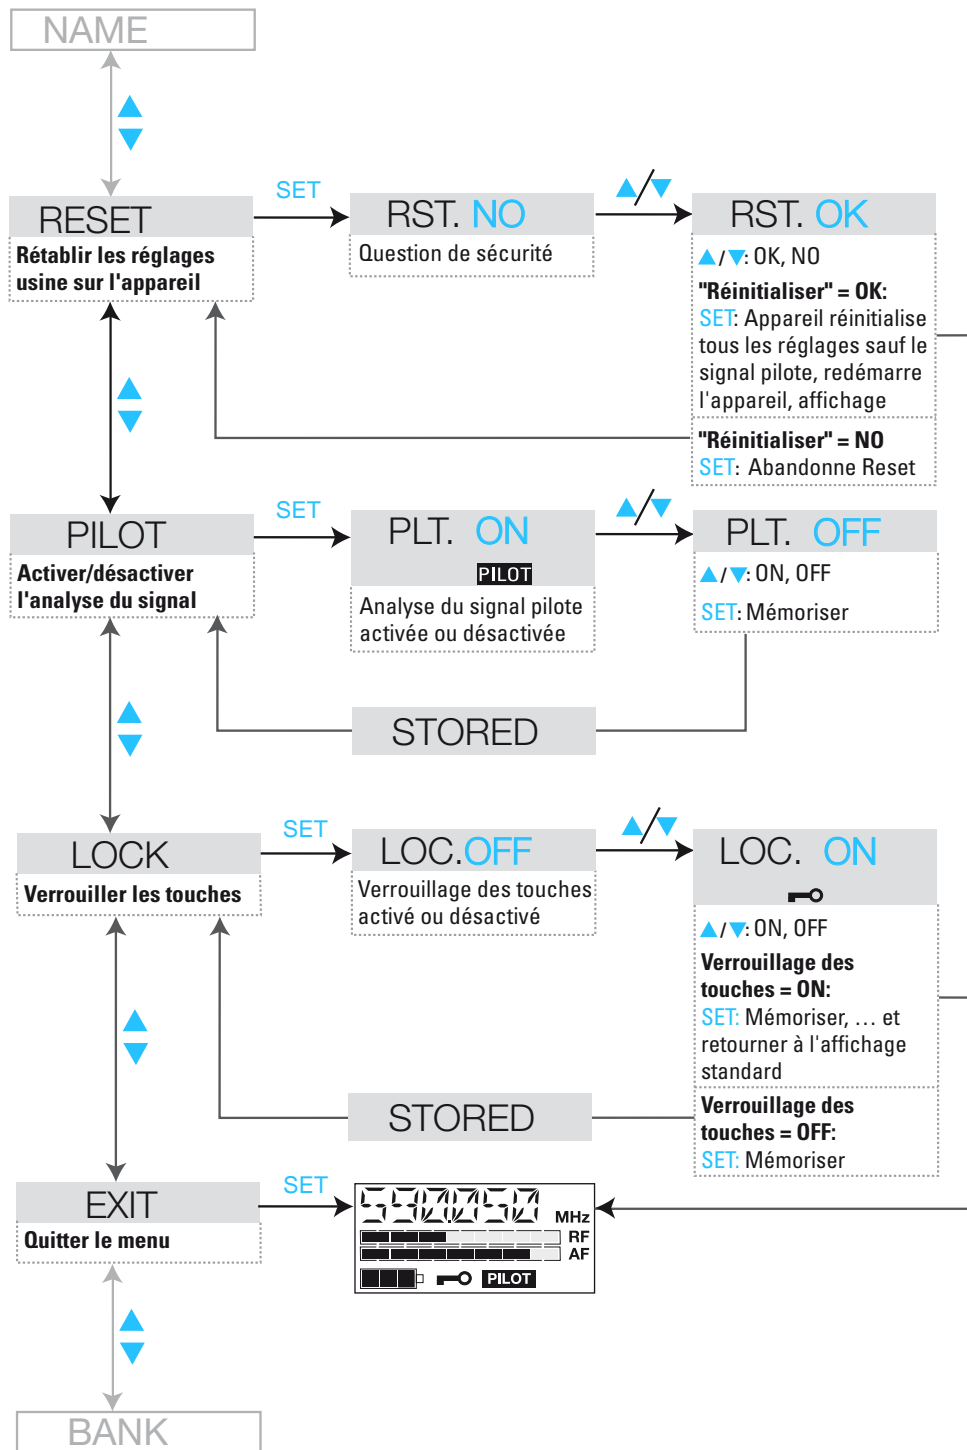 NAME
▲
▼
RESET
Rétablir les réglages
usine sur l'appareil
SET
RST. NO
Question de sécurité
▲/▼
RST. OK
▲/▼: OK, NO
"Réinitialiser" = OK:
SET: Appareil réinitialise
tous les réglages sauf le
signal pilote, redémarre
l'appareil, affichage
"Réinitialiser" = NO
SET: Abandonne Reset
▲
▼
PILOT
Activer/désactiver
l'analyse du signal
SET
PLT. ON
PILOT
Analyse du signal pilote
activée ou désactivée
▲/▼
PLT. OFF
▲/▼: ON, OFF
SET: Mémoriser
STORED
▲
▼
LOCK
Verrouiller les touches
SET
LOC.OFF
Verrouillage des touches
activé ou désactivé
▲/▼
LOC. ON
▲/▼: ON, OFF
Verrouillage des
touches = ON:
SET: Mémoriser, … et
retourner à l'affichage
standard
Verrouillage des
touches = OFF:
SET: Mémoriser
STORED
▲
▼
EXIT
Quitter le menu
SET
590.050 MHz
RF
AF
PILOT
▲
▼
BANK